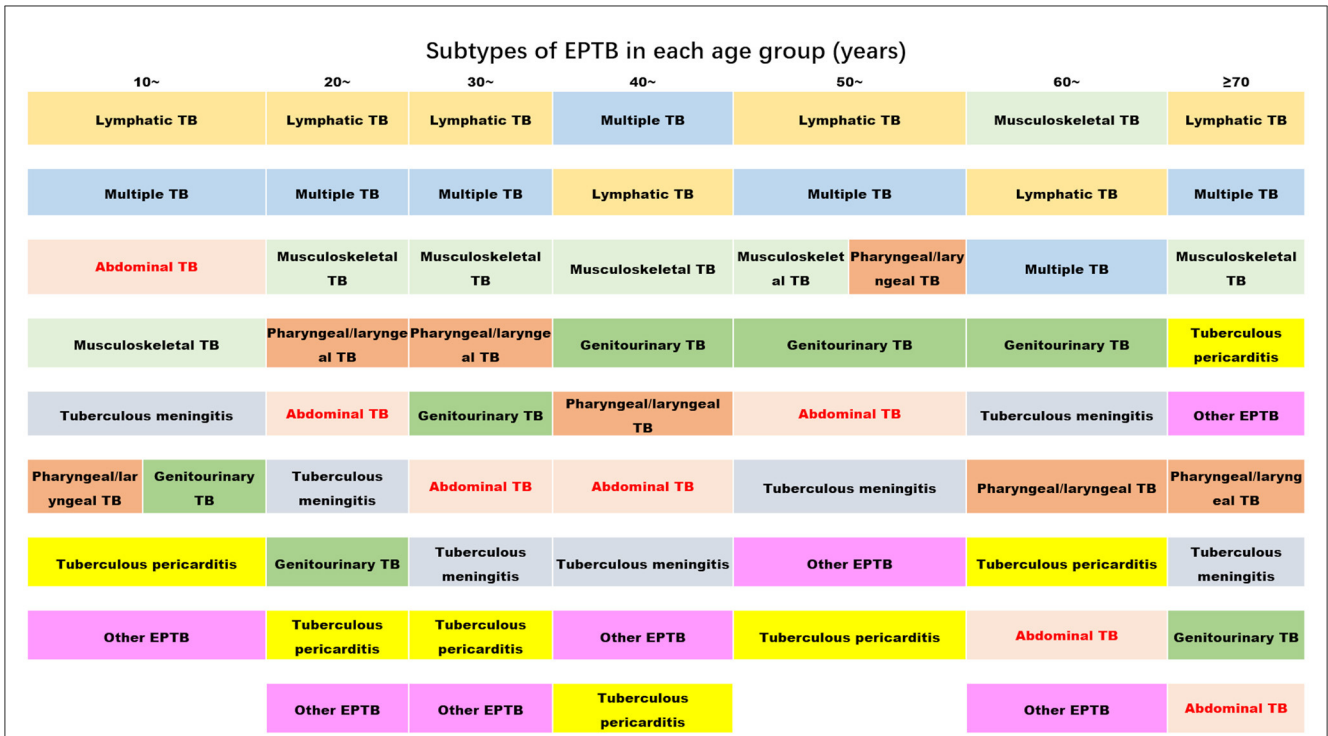 Subtypes of EPTB in each age group (years)
10~ 20~ 30~ 40~ 50~ 60~ ≥70
Lymphatic TB Lymphatic TB Lymphatic TB Multiple TB Lymphatic TB Musculoskeletal TB Lymphatic TB
Multiple TB Multiple TB Multiple TB Lymphatic TB Multiple TB Lymphatic TB Multiple TB
Abdominal TB
Musculoskeletal
TB
Musculoskeletal
TB
Musculoskeletal TB
Musculoskelet
al TB
Pharyngeal/lary
ngeal TB
Multiple TB
Musculoskeletal
TB
Musculoskeletal TB
Pharyngeal/larynge
al TB
Pharyngeal/larynge
al TB
Genitourinary TB
Genitourinary TB
Genitourinary TB
Tuberculous
pericarditis
Tuberculous meningitis
Abdominal TB
Genitourinary TB
Pharyngeal/laryngeal
TB
Abdominal TB
Tuberculous meningitis
Other EPTB
Pharyngeal/lar
yngeal TB
Genitourinary
TB
Tuberculous
meningitis
Abdominal TB
Abdominal TB
Tuberculous meningitis
Pharyngeal/laryngeal TB
Pharyngeal/laryng
eal TB
Tuberculous pericarditis
Genitourinary TB
Tuberculous
meningitis
Tuberculous meningitis
Other EPTB
Tuberculous pericarditis
Tuberculous
meningitis
Other EPTB
Tuberculous
pericarditis
Tuberculous
pericarditis
Other EPTB
Tuberculous pericarditis
Abdominal TB
Genitourinary TB
Other EPTB
Other EPTB
Tuberculous
pericarditis
Other EPTB
Abdominal TB